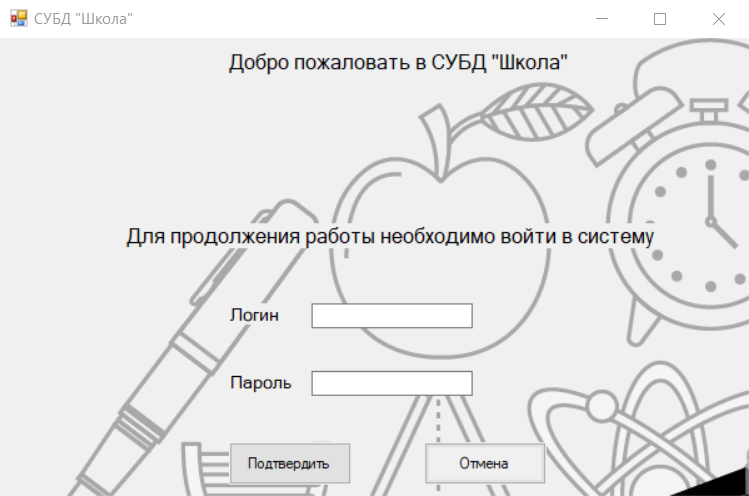 СУБД "Школа"
Добро пожаловать в СУБД "Школа"
Для продолжения работы необходимо войти в систему
Логин
Пароль
Подтвердить Отмена